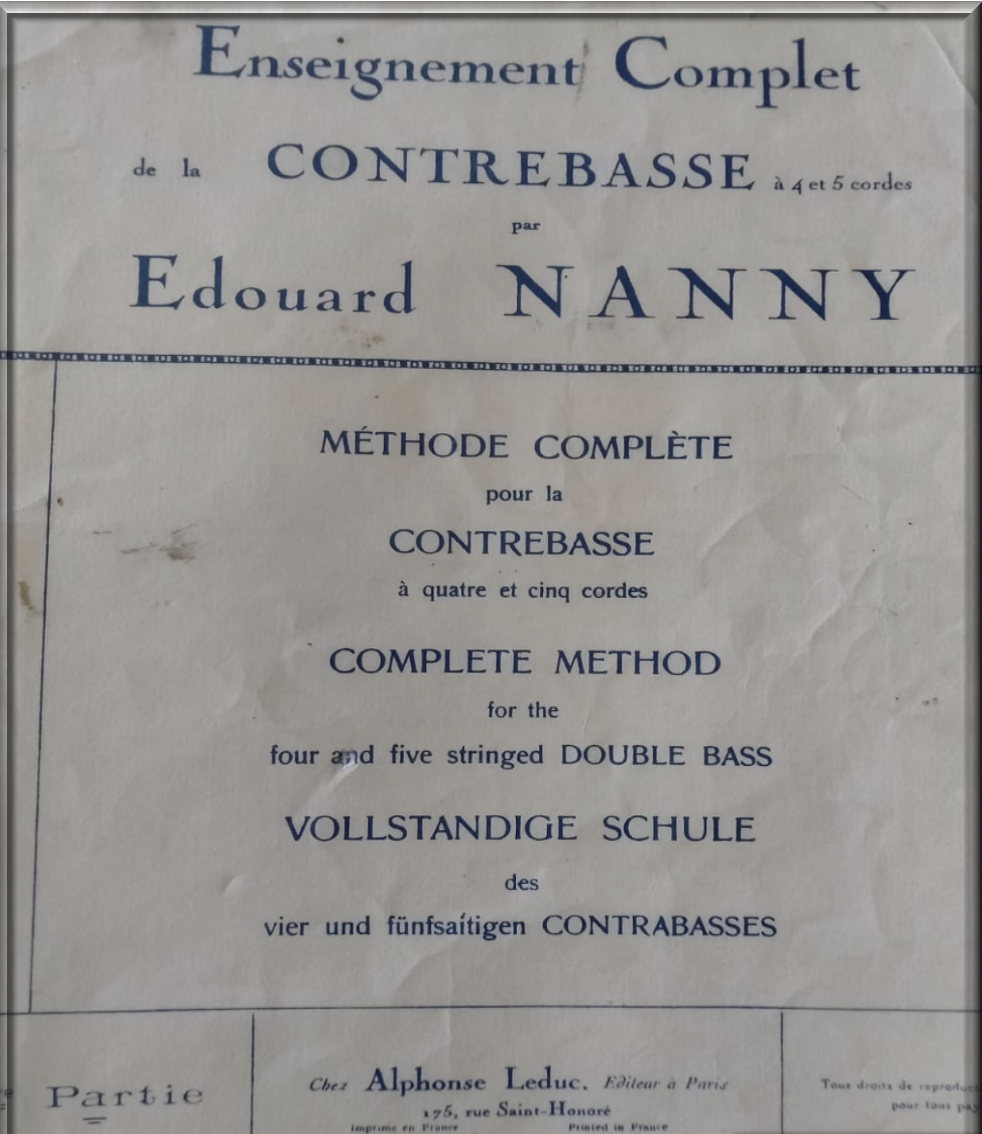 Enseignement Complet
de la CONTREBASSE à 4 et 5 cordes
par
Edouard NANNY
MÉTHODE COMPLÈTE
pour la
CONTREBASSE
à quatre et cinq cordes
COMPLETE METHOD
for the
four and five stringed DOUBLE BASS
VOLLSTANDIGE SCHULE
des
vier und fünfsaitigen CONTRABASSES
Partie
Chez Alphonse Leduc. Editeur à Paris
175, rue Saint-Honoré
Imprimé en France Printed in France
Tous droits de
pour tous